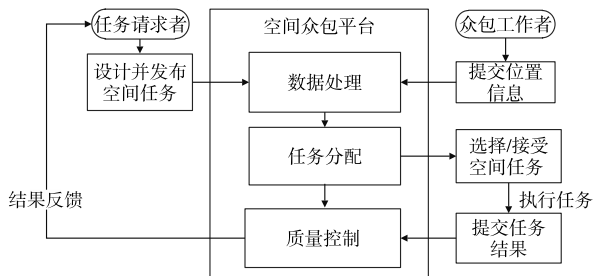 任务请求者
空间众包平台
众包工作者
设计并发布
空间任务
数据处理
提交位置
信息
任务分配
选择/接受
空间任务
结果反馈
执行任务
质量控制
提交任务
结果